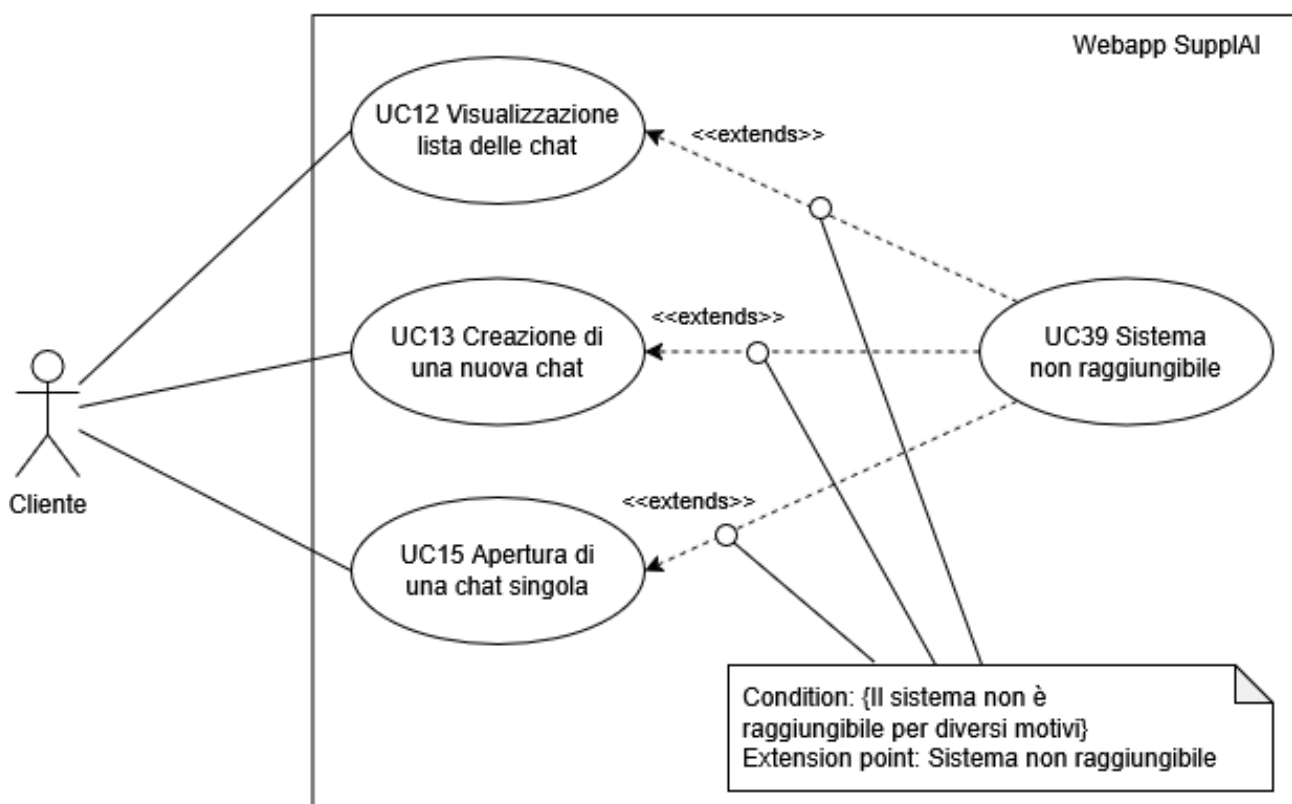 Webapp SupplAI
UC12 Visualizzazione
lista delle chat
<<extends>>
UC13 Creazione di
una nuova chat
<<extends>>
UC39 Sistema
non raggiungibile
Cliente
<<extends>>
UC15 Apertura di
una chat singola
Condition: {Il sistema non è
raggiungibile per diversi motivi}
Extension point: Sistema non raggiungibile